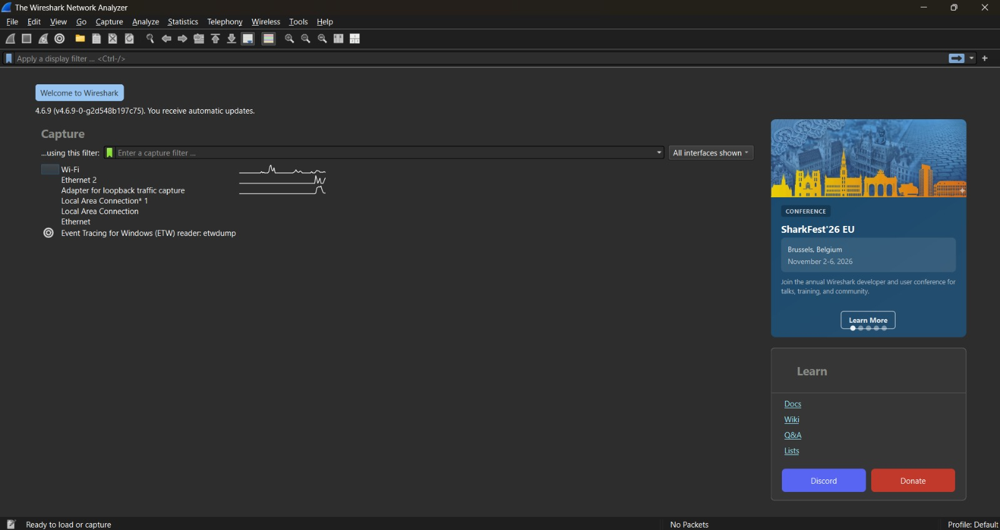 The Wireshark Network Analyzer
File Edit View Go Capture Analyze Statistics Telephony Wireless Tools Help
Apply a display filter ... <Ctrl-/>
Welcome to Wireshark
4.6.9 (v4.6.9-0-g2d548b197c75). You receive automatic updates.
Capture
...using this filter: Enter a capture filter ... All interfaces shown
Wi-Fi
Ethernet 2
Adapter for loopback traffic capture
Local Area Connection* 1
Local Area Connection
Ethernet
Event Tracing for Windows (ETW) reader: etwdump
CONFERENCE
SharkFest'26 EU
Brussels, Belgium
November 2-6, 2026
Join the annual Wireshark developer and user conference for
talks, training, and community.
Learn More
Learn
Docs
Wiki
Q&A
Lists
Discord Donate
Ready to load or capture No Packets Profile: Default